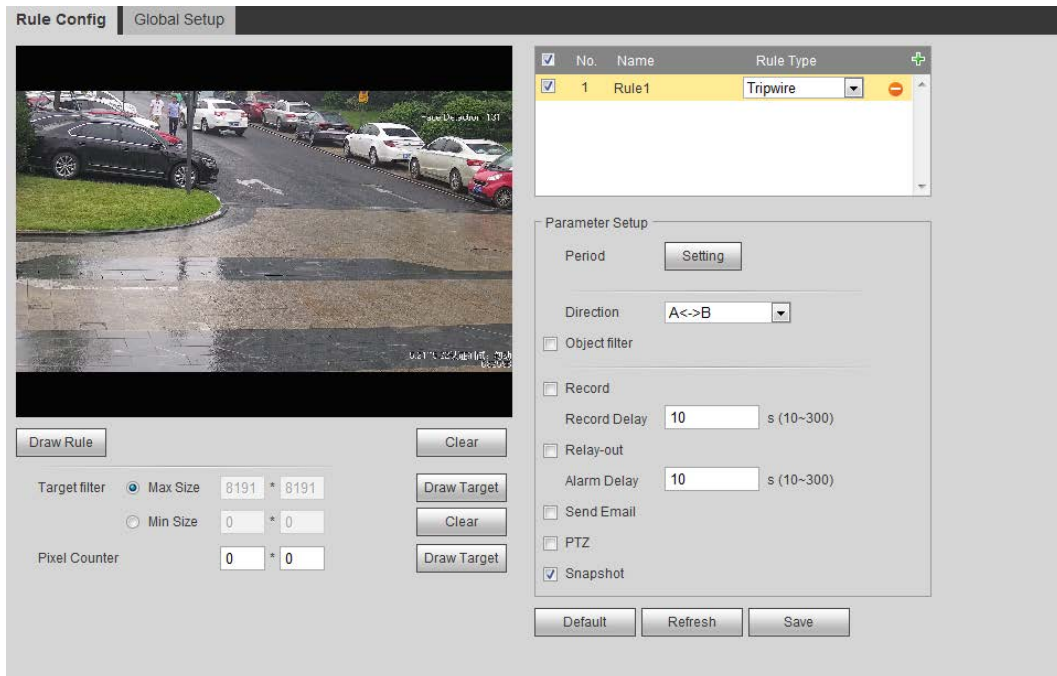 Rule Config
Global Setup
No. Name Rule Type
1 Rule1 Tripwire
Parameter Setup
Period Setting
Direction A<->B
Object filter
Record
Record Delay 10 s (10~300)
Relay-out
Alarm Delay 10 s (10~300)
Send Email
PTZ
Snapshot
Default Refresh Save
Draw Rule Clear
Target filter Max Size 8191 * 8191 Draw Target
Min Size 0 * 0 Clear
Pixel Counter 0 * 0 Draw Target